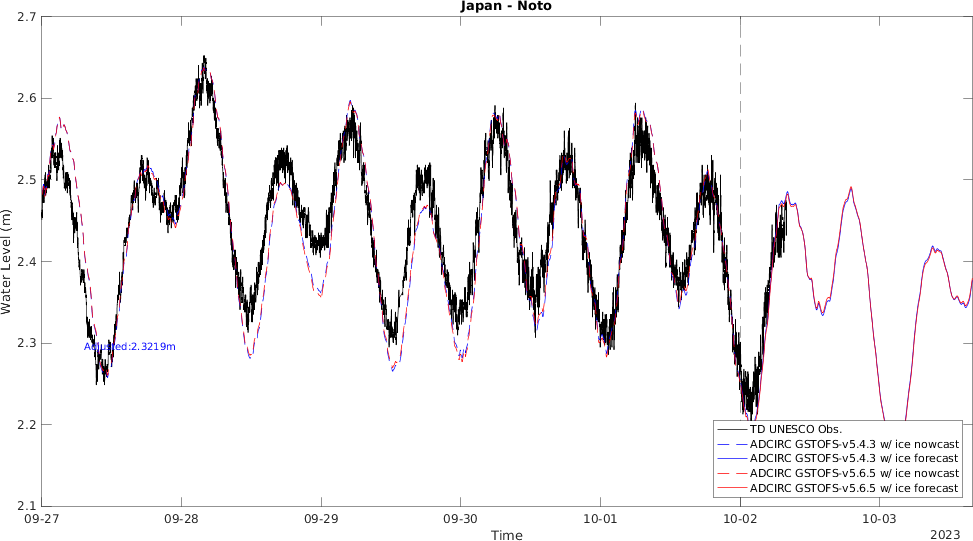 Japan - Noto
2.7
2.6
2.5
2.4
2.3
2.2
2.1
Water Level (m)
Adjusted:2.3219m
TD UNESCO Obs.
ADCIRC GSTOFS-v5.4.3 w/ ice nowcast
ADCIRC GSTOFS-v5.4.3 w/ ice forecast
ADCIRC GSTOFS-v5.6.5 w/ ice nowcast
ADCIRC GSTOFS-v5.6.5 w/ ice forecast
09-27 09-28 09-29 09-30 10-01 10-02 10-03
Time
2023